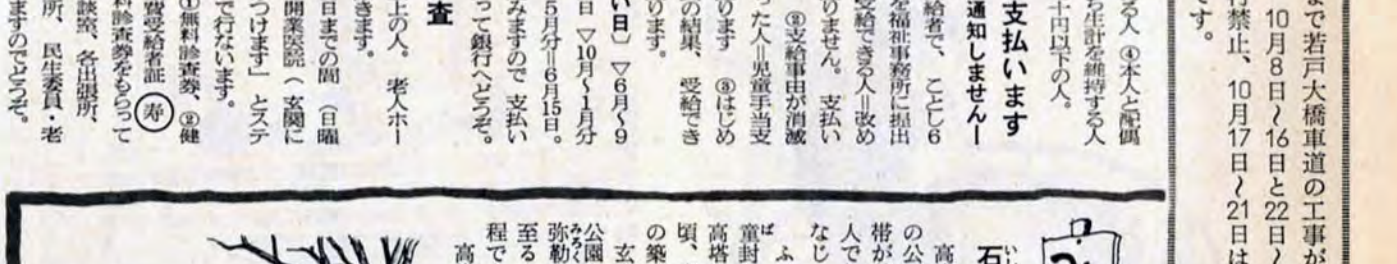 まで若戸大橋車道の工事が
10月8日〜16日と22日〜
行禁止、10月17日〜21日は
です。
る人 ④本人と配偶
ち生計を維持する人
十円以下の人。
支払います
通知しませんー
給者で、ことし6
を福祉事務所に提出
受給できる人＝改め
りません。 支払い
②支給事由が消滅
った人＝児童手当支
ります ③はじめ
の結果、 受給でき
ります。
い日〕 ▽6月〜9
日 ▽10月〜1月分
5月分＝6月15日。
みますので 支払い
って銀行へどうぞ。
査
上の人。 老人ホー
きます。
日までの間 （日曜
開業医院（玄関に
つけます」とステ
で行ないます。
①無料診査券、②健
費受給者証 寿
料診査券をもらって
談室、各出張所、
所、 民生委員・老
ますのでどうぞ。
石いし
高
の公
帯が
人で
なじ
ふ
童ば封
高塔
頃、
の築
玄
公園
弥勒みろく
至る
程で
高